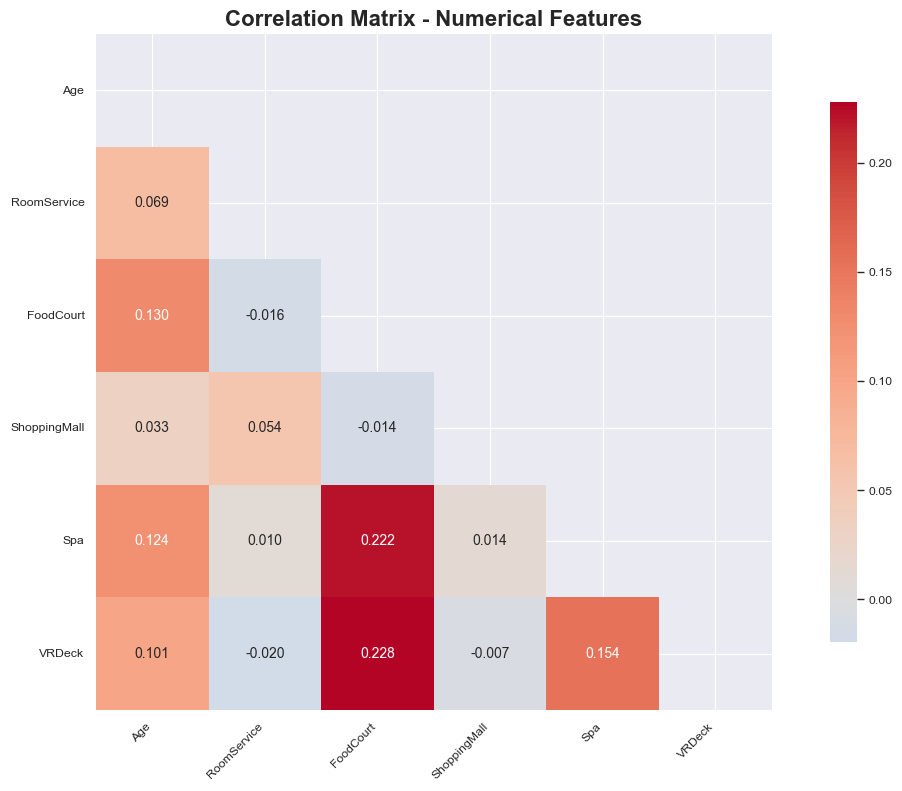 Correlation Matrix - Numerical Features
Age
RoomService 0.069
FoodCourt 0.130 -0.016
ShoppingMall 0.033 0.054 -0.014
Spa 0.124 0.010 0.222 0.014
VRDeck 0.101 -0.020 0.228 -0.007 0.154
Age RoomService FoodCourt ShoppingMall Spa VRDeck
0.20
0.15
0.10
0.05
0.00